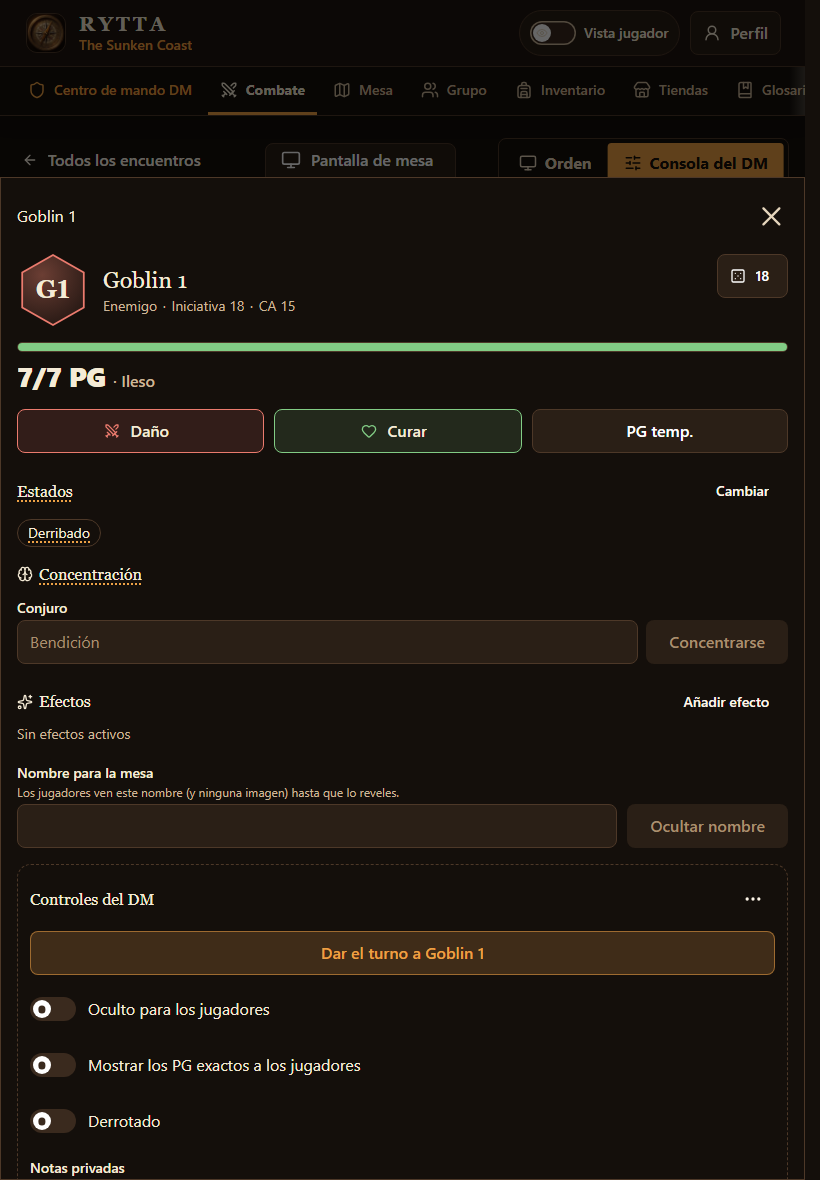 RYTTA
The Sunken Coast
Vista jugador
Perfil
Centro de mando DM
Combate
Mesa
Grupo
Inventario
Tiendas
Glosari
Todos los encuentros
Pantalla de mesa
Orden
Consola del DM
Goblin 1
G1
Goblin 1
Enemigo · Iniciativa 18 · CA 15
18
7/7 PG · Ileso
Daño
Curar
PG temp.
Estados
Cambiar
Derribado
Concentración
Conjuro
Bendición
Concentrarse
Efectos
Añadir efecto
Sin efectos activos
Nombre para la mesa
Los jugadores ven este nombre (y ninguna imagen) hasta que lo reveles.
Ocultar nombre
Controles del DM
Dar el turno a Goblin 1
Oculto para los jugadores
Mostrar los PG exactos a los jugadores
Derrotado
Notas privadas